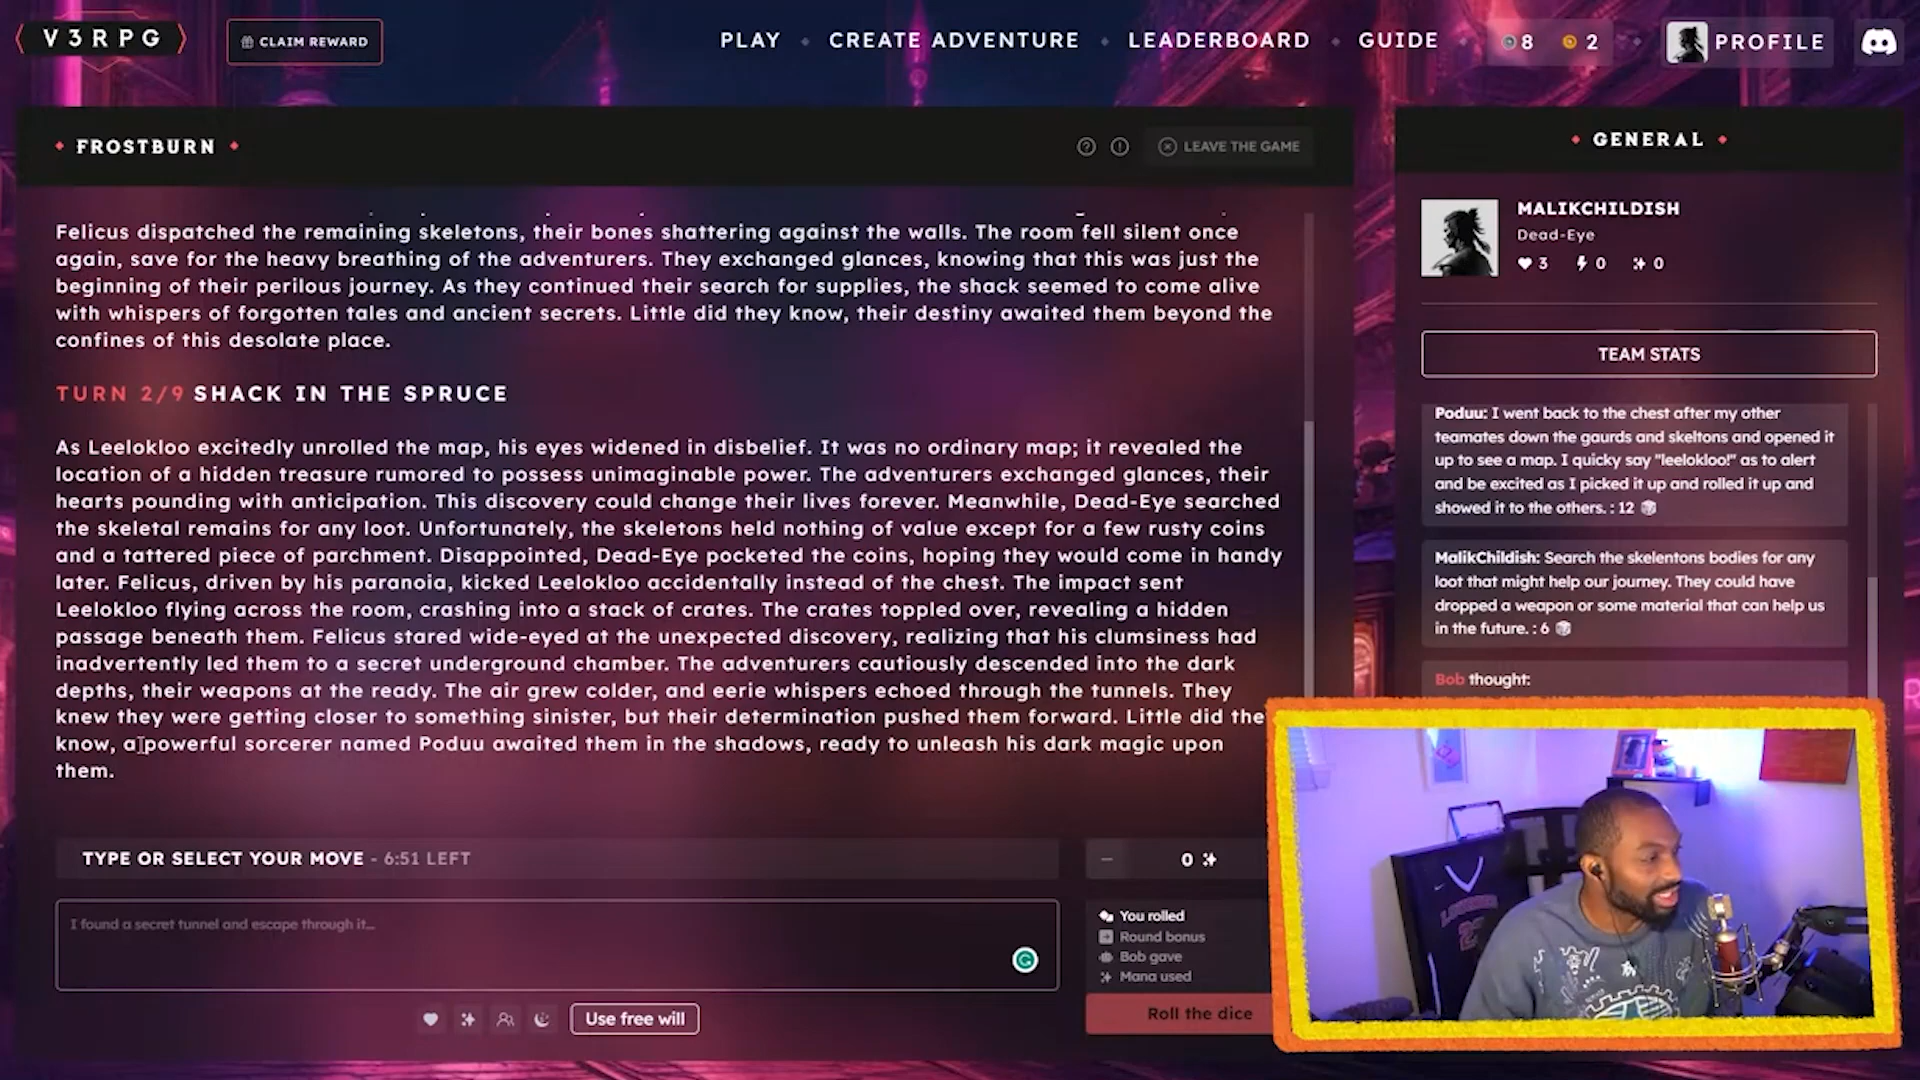 V3RPG
CLAIM REWARD
PLAY
CREATE ADVENTURE
LEADERBOARD
GUIDE
8
2
PROFILE
FROSTBURN
LEAVE THE GAME
Felicus dispatched the remaining skeletons, their bones shattering against the walls. The room fell silent once
again, save for the heavy breathing of the adventurers. They exchanged glances, knowing that this was just the
beginning of their perilous journey. As they continued their search for supplies, the shack seemed to come alive
with whispers of forgotten tales and ancient secrets. Little did they know, their destiny awaited them beyond the
confines of this desolate place.
TURN 2/9 SHACK IN THE SPRUCE
As Leelokloo excitedly unrolled the map, his eyes widened in disbelief. It was no ordinary map; it revealed the
location of a hidden treasure rumored to possess unimaginable power. The adventurers exchanged glances, their
hearts pounding with anticipation. This discovery could change their lives forever. Meanwhile, Dead-Eye searched
the skeletal remains for any loot. Unfortunately, the skeletons held nothing of value except for a few rusty coins
and a tattered piece of parchment. Disappointed, Dead-Eye pocketed the coins, hoping they would come in handy
later. Felicus, driven by his paranoia, kicked Leelokloo accidentally instead of the chest. The impact sent
Leelokloo flying across the room, crashing into a stack of crates. The crates toppled over, revealing a hidden
passage beneath them. Felicus stared wide-eyed at the unexpected discovery, realizing that his clumsiness had
inadvertently led them to a secret underground chamber. The adventurers cautiously descended into the dark
depths, their weapons at the ready. The air grew colder, and eerie whispers echoed through the tunnels. They
knew they were getting closer to something sinister, but their determination pushed them forward. Little did the
know, a powerful sorcerer named Poduu awaited them in the shadows, ready to unleash his dark magic upon
them.
TYPE OR SELECT YOUR MOVE - 6:51 LEFT
0
I found a secret tunnel and escape through it...
You rolled
Round bonus
Bob gave
Mana used
Roll the dice
Use free will
GENERAL
MALIKCHILDISH
Dead-Eye
3 0 0
TEAM STATS
Poduu: I went back to the chest after my other
teamates down the gaurds and skeltons and opened it
up to see a map. I quicky say "leelokloo!" as to alert
and be excited as I picked it up and rolled it up and
showed it to the others. : 12
MalikChildish: Search the skelentons bodies for any
loot that might help our journey. They could have
dropped a weapon or some material that can help us
in the future. : 6
Bob thought: